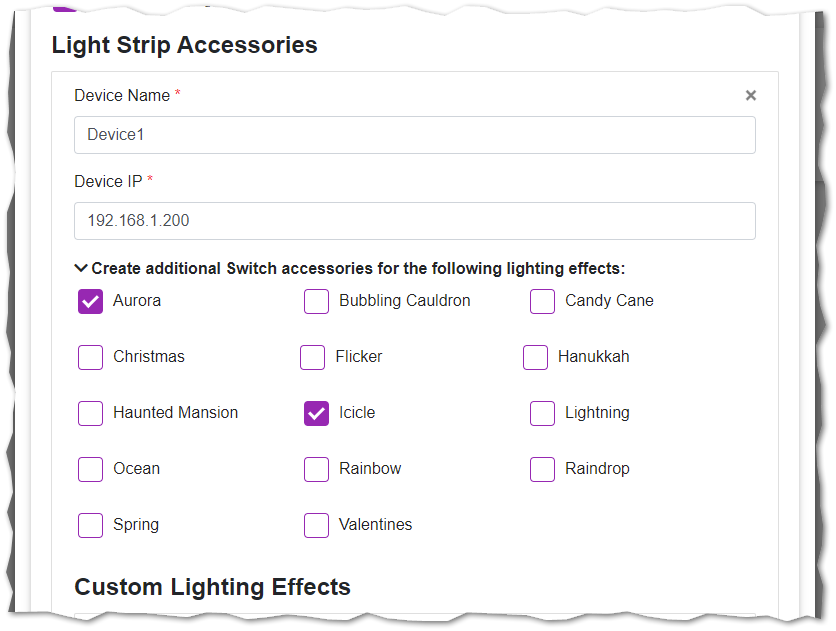 Light Strip Accessories
Device Name *
Device1
Device IP *
192.168.1.200
Create additional Switch accessories for the following lighting effects:
Aurora Bubbling Cauldron Candy Cane
Christmas Flicker Hanukkah
Haunted Mansion Icicle Lightning
Ocean Rainbow Raindrop
Spring Valentines
Custom Lighting Effects